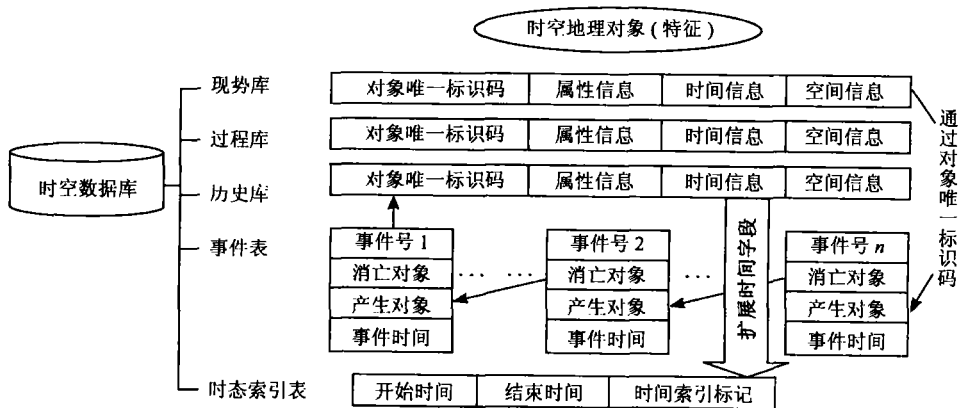 时空地理对象(特征)
现势库
对象唯一标识码 属性信息 时间信息 空间信息
过程库
对象唯一标识码 属性信息 时间信息 空间信息
时空数据库
历史库
对象唯一标识码 属性信息 时间信息 空间信息
通过对象唯一标识码
事件表
事件号1
消亡对象
产生对象
事件时间
… …
事件号2
消亡对象
产生对象
事件时间
…
扩展时间字段
事件号n
消亡对象
产生对象
事件时间
时态索引表
开始时间 结束时间 时间索引标记